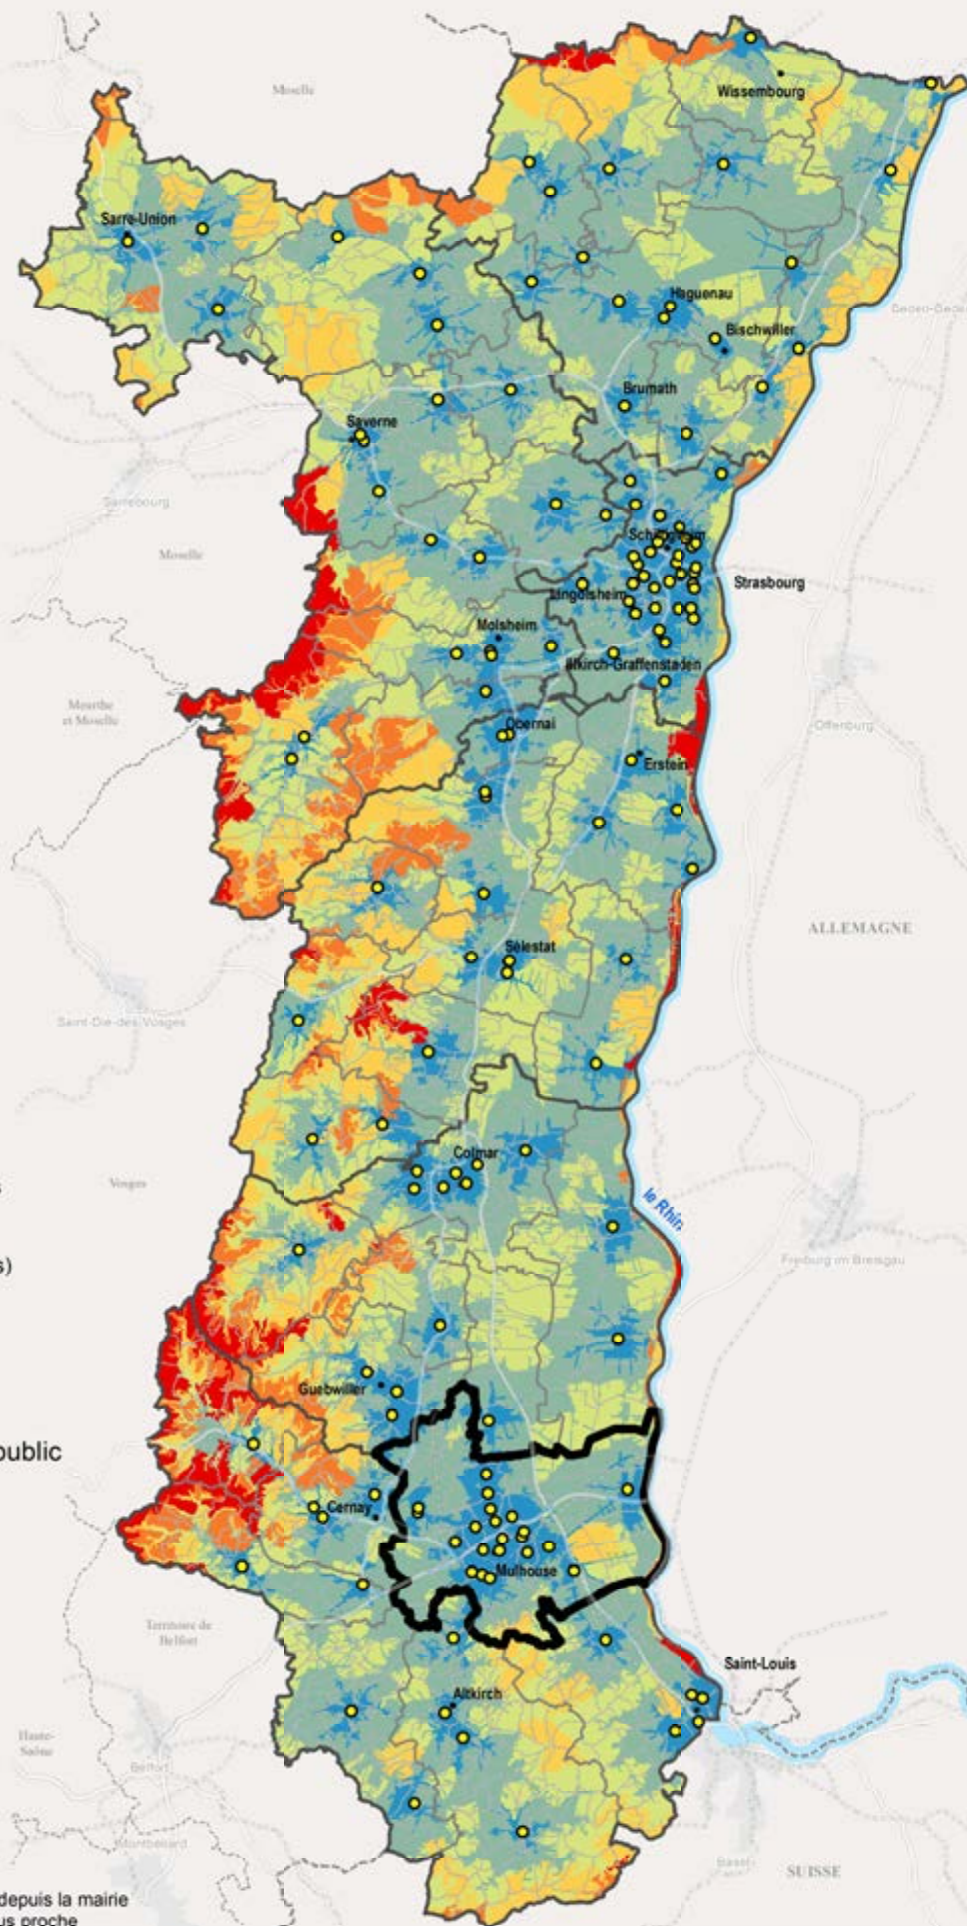 Moselle
Wissembourg
Sarre-Union
Haguenau
Bischwiller
Brumath
Saverne
Sarrebourg
Moselle
Strasbourg
Lingolsheim
Molsheim
Illkirch-Graffenstaden
Meurthe
et Moselle
Offenburg
Obernai
Erstein
ALLEMAGNE
Sélestat
Saint-Dié-des-Vosges
Colmar
Vosges
le Rhin
s)
Freiburg im Breisgau
Guebwiller
public
Cernay
Mulhouse
Territoire de
Belfort
Saint-Louis
Altkirch
Haute-
Saône
Belfort
Montbéliard
Basel
SUISSE
depuis la mairie
us proche